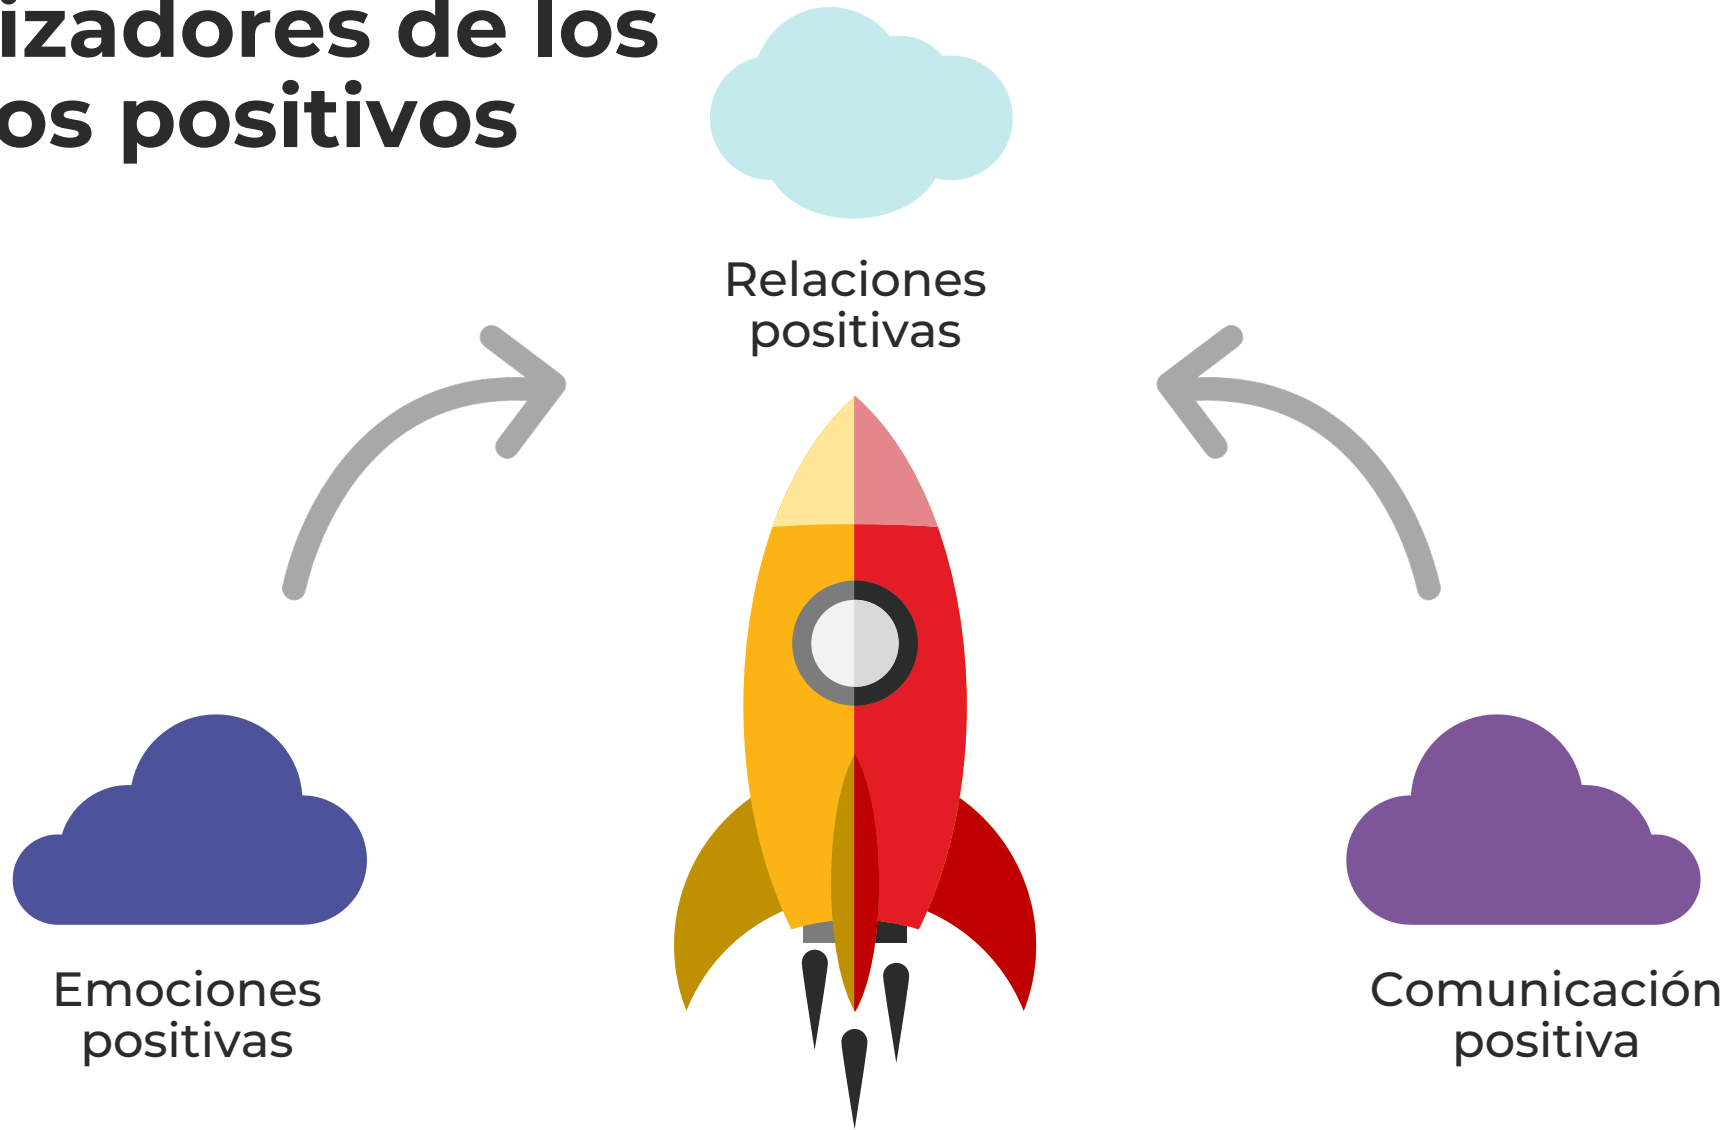 izadores de los
os positivos
Relaciones
positivas
Emociones
positivas
Comunicación
positiva